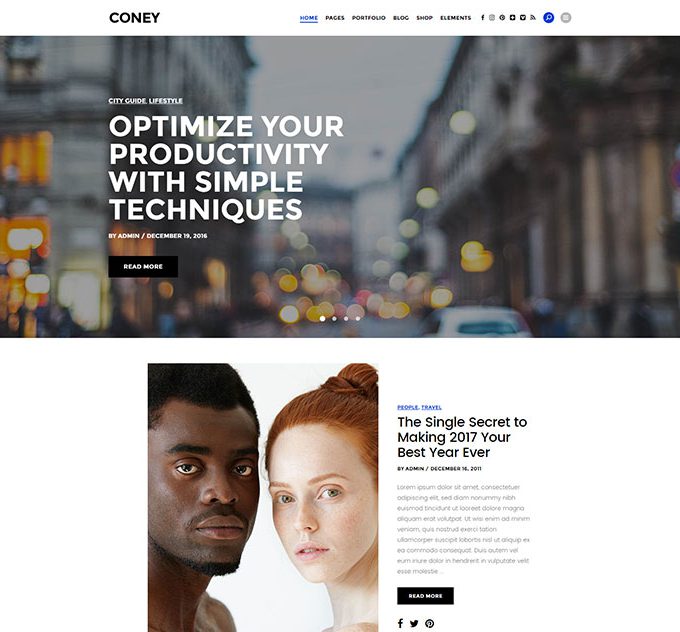 CONEY
HOME PAGES PORTFOLIO BLOG SHOP ELEMENTS
CITY GUIDE, LIFESTYLE
OPTIMIZE YOUR
PRODUCTIVITY
WITH SIMPLE
TECHNIQUES
BY ADMIN / DECEMBER 19, 2016
READ MORE
PEOPLE, TRAVEL
The Single Secret to
Making 2017 Your
Best Year Ever
BY ADMIN / DECEMBER 16, 2011
Lorem ipsum dolor sit amet, consectetuer
adipiscing elit, sed diam nonummy nibh
euismod tincidunt ut laoreet dolore magna
aliquam erat volutpat. Ut wisi enim ad minim
veniam, quis nostrud exerci tation
ullamcorper suscipit lobortis nisl ut aliquip ex
ea commodo consequat. Duis autem vel
eum iriure dolor in hendrerit in vulputate velit
esse molestie ...
READ MORE